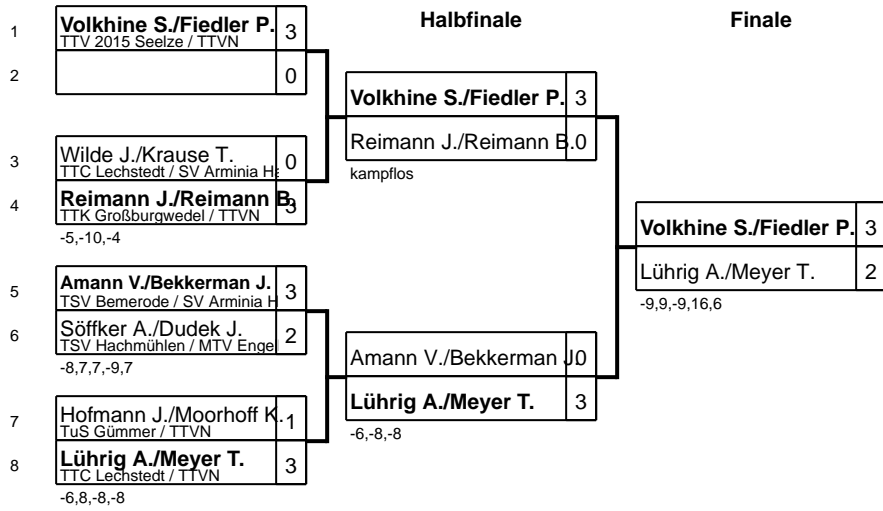 Halbfinale
Finale
1
Volkhine S./Fiedler P. 3
TTV 2015 Seelze / TTVN
2
0
3
Wilde J./Krause T. 0
TTC Lechstedt / SV Arminia Ha
4
Reimann J./Reimann B. 3
TTK Großburgwedel / TTVN
-5,-10,-4
5
Amann V./Bekkerman J. 3
TSV Bemerode / SV Arminia H
6
Söffker A./Dudek J. 2
TSV Hachmühlen / MTV Engel
-8,7,7,-9,7
7
Hofmann J./Moorhoff K. 1
TuS Gümmer / TTVN
8
Lührig A./Meyer T. 3
TTC Lechstedt / TTVN
-6,8,-8,-8
Volkhine S./Fiedler P. 3
Reimann J./Reimann B. 0
kampflos
Amann V./Bekkerman J. 0
Lührig A./Meyer T. 3
-6,-8,-8
Volkhine S./Fiedler P. 3
Lührig A./Meyer T. 2
-9,9,-9,16,6